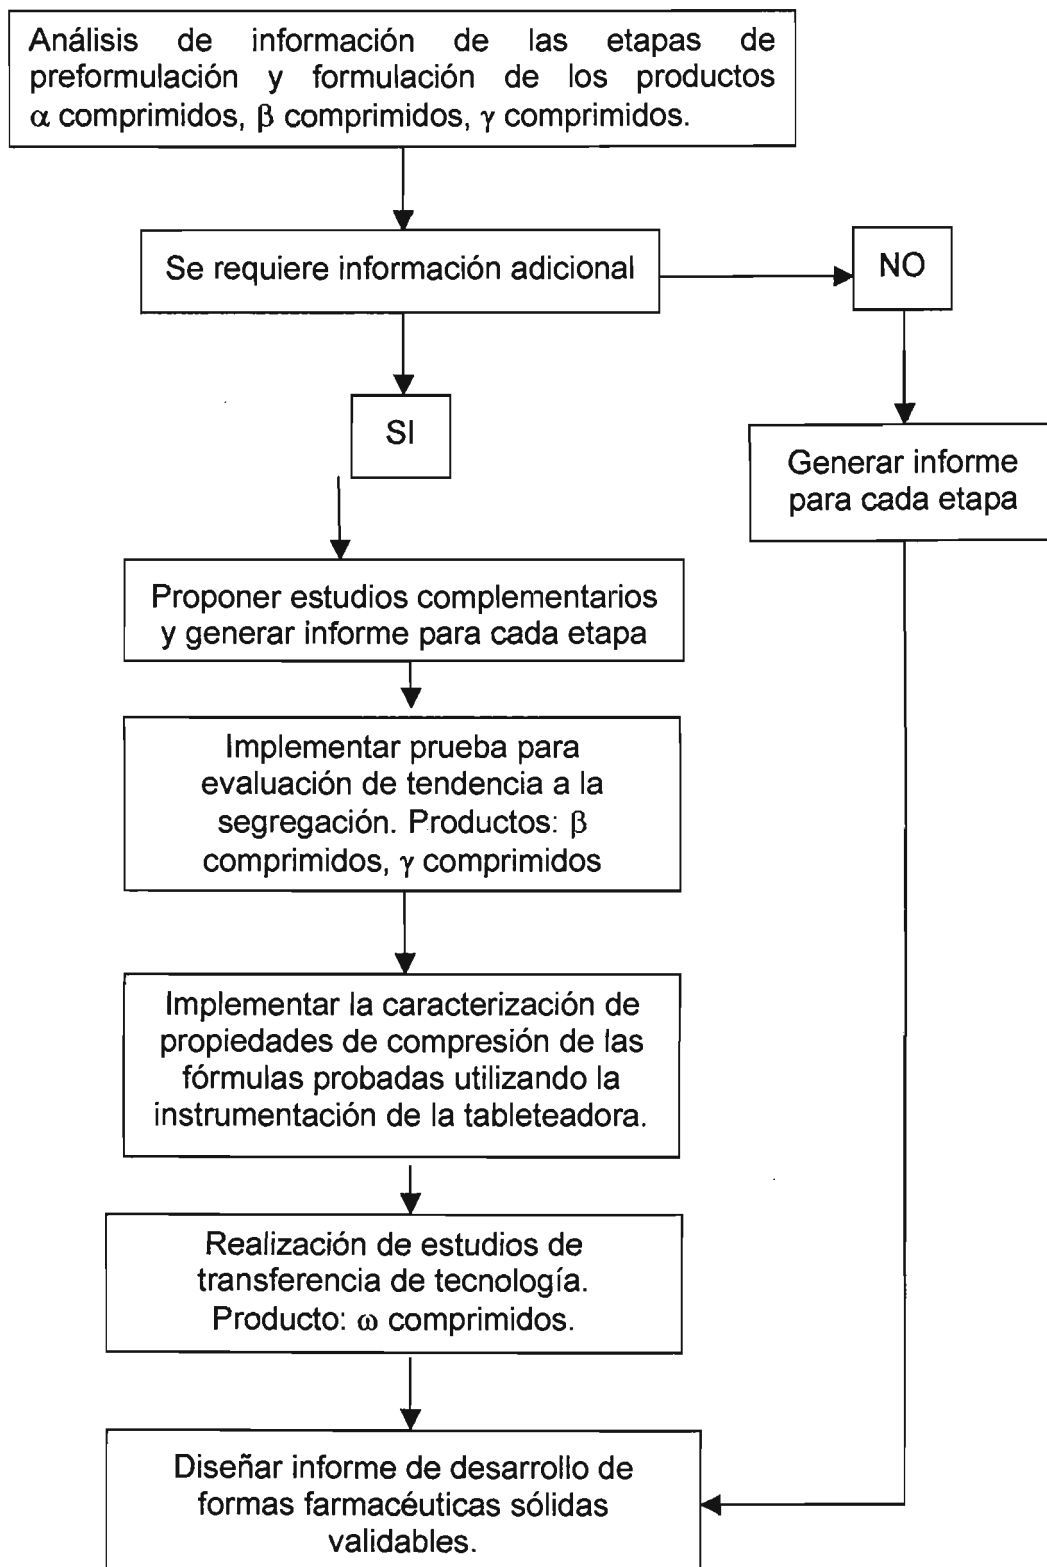 Análisis de información de las etapas de
preformulación y formulación de los productos
α comprimidos, β comprimidos, γ comprimidos.
Se requiere información adicional
NO
SI
Generar informe
para cada etapa
Proponer estudios complementarios
y generar informe para cada etapa
Implementar prueba para
evaluación de tendencia a la
segregación. Productos: β
comprimidos, γ comprimidos
Implementar la caracterización de
propiedades de compresión de las
fórmulas probadas utilizando la
instrumentación de la tableteadora.
Realización de estudios de
transferencia de tecnología.
Producto: ω comprimidos.
Diseñar informe de desarrollo de
formas farmacéuticas sólidas
validables.